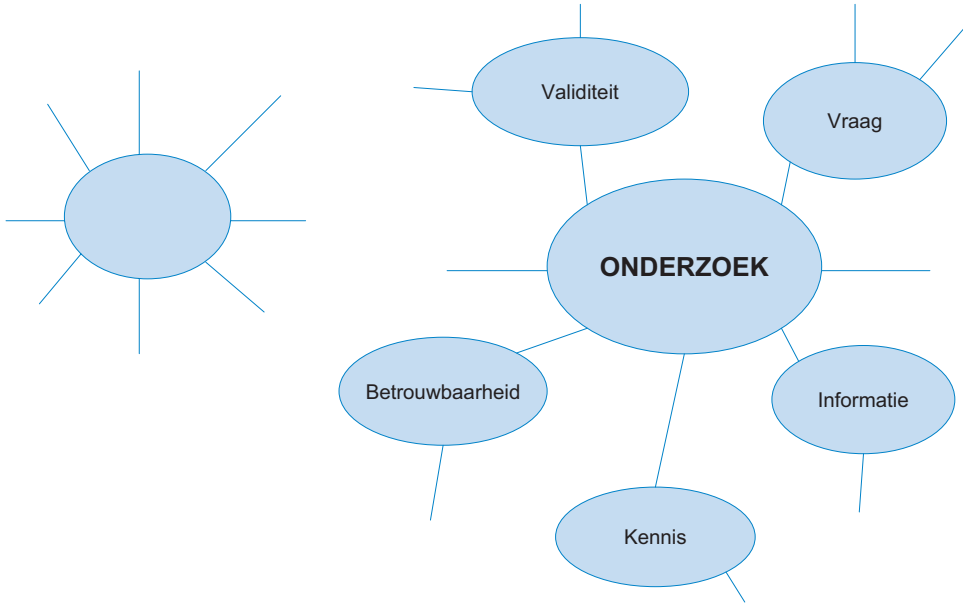 Validiteit
Vraag
ONDERZOEK
Betrouwbaarheid
Informatie
Kennis